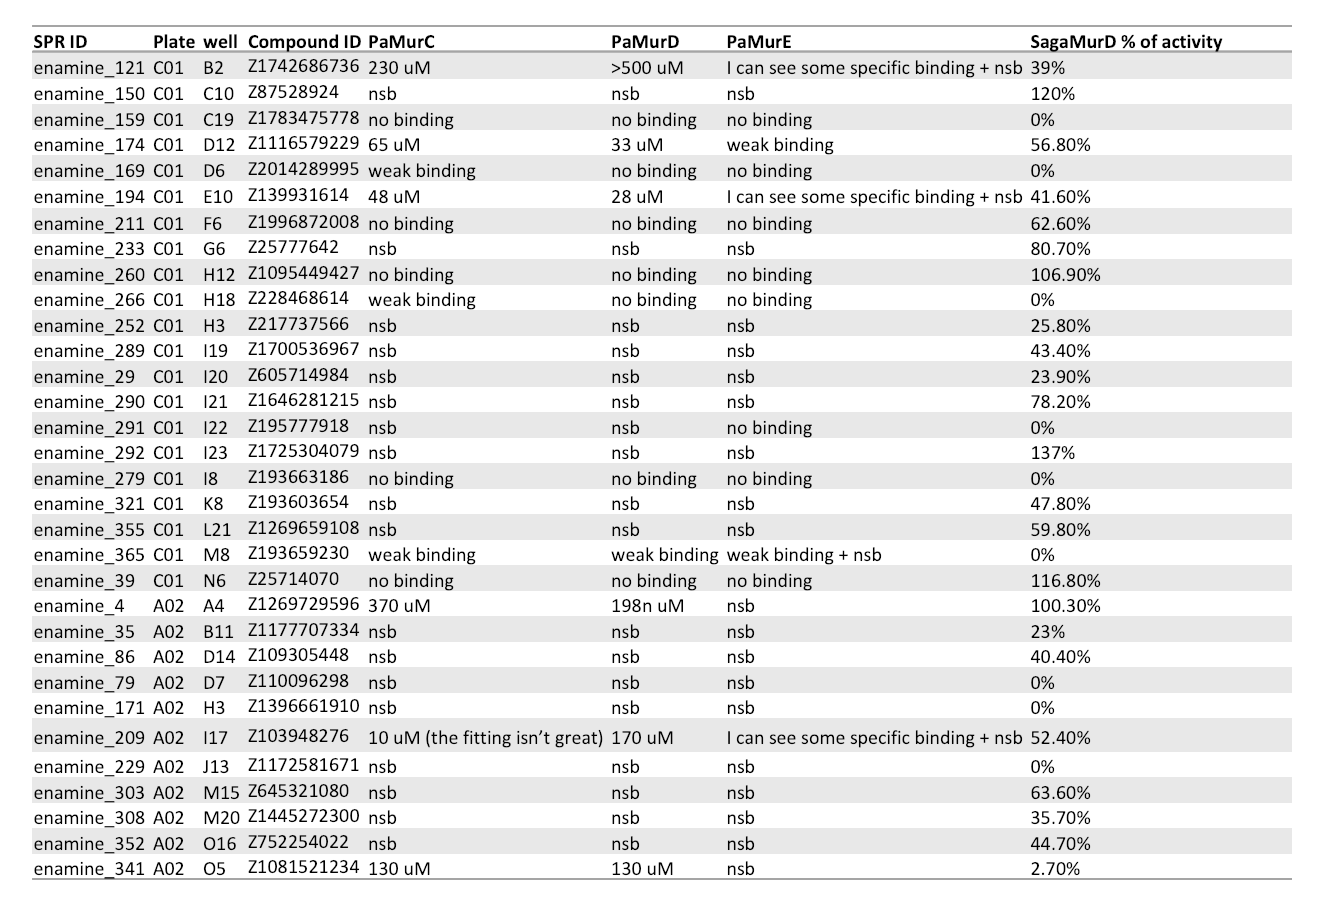 SPR ID Plate well Compound ID PaMurC PaMurD PaMurE SagaMurD % of activity
enamine_121 C01 B2 Z1742686736 230 uM >500 uM I can see some specific binding + nsb 39%
enamine_150 C01 C10 Z87528924 nsb nsb nsb 120%
enamine_159 C01 C19 Z1783475778 no binding no binding no binding 0%
enamine_174 C01 D12 Z1116579229 65 uM 33 uM weak binding 56.80%
enamine_169 C01 D6 Z2014289995 weak binding no binding no binding 0%
enamine_194 C01 E10 Z139931614 48 uM 28 uM I can see some specific binding + nsb 41.60%
enamine_211 C01 F6 Z1996872008 no binding no binding no binding 62.60%
enamine_233 C01 G6 Z25777642 nsb nsb nsb 80.70%
enamine_260 C01 H12 Z1095449427 no binding no binding no binding 106.90%
enamine_266 C01 H18 Z228468614 weak binding no binding no binding 0%
enamine_252 C01 H3 Z217737566 nsb nsb nsb 25.80%
enamine_289 C01 I19 Z1700536967 nsb nsb nsb 43.40%
enamine_29 C01 I20 Z605714984 nsb nsb nsb 23.90%
enamine_290 C01 I21 Z1646281215 nsb nsb nsb 78.20%
enamine_291 C01 I22 Z195777918 nsb nsb no binding 0%
enamine_292 C01 I23 Z1725304079 nsb nsb nsb 137%
enamine_279 C01 I8 Z193663186 no binding no binding no binding 0%
enamine_321 C01 K8 Z193603654 nsb nsb nsb 47.80%
enamine_355 C01 L21 Z1269659108 nsb nsb nsb 59.80%
enamine_365 C01 M8 Z193659230 weak binding weak binding weak binding + nsb 0%
enamine_39 C01 N6 Z25714070 no binding no binding no binding 116.80%
enamine_4 A02 A4 Z1269729596 370 uM 198n uM nsb 100.30%
enamine_35 A02 B11 Z1177707334 nsb nsb nsb 23%
enamine_86 A02 D14 Z109305448 nsb nsb nsb 40.40%
enamine_79 A02 D7 Z110096298 nsb nsb nsb 0%
enamine_171 A02 H3 Z1396661910 nsb nsb nsb 0%
enamine_209 A02 I17 Z103948276 10 uM (the fitting isn’t great) 170 uM I can see some specific binding + nsb 52.40%
enamine_229 A02 J13 Z1172581671 nsb nsb nsb 0%
enamine_303 A02 M15 Z645321080 nsb nsb nsb 63.60%
enamine_308 A02 M20 Z1445272300 nsb nsb nsb 35.70%
enamine_352 A02 O16 Z752254022 nsb nsb nsb 44.70%
enamine_341 A02 O5 Z1081521234 130 uM 130 uM nsb 2.70%